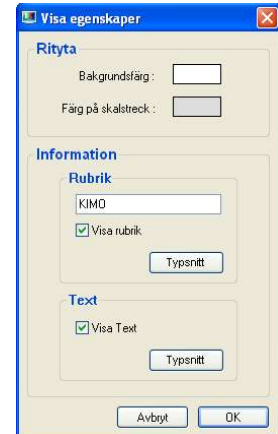 Visa egenskaper
Rityta
Bakgrundsfärg :
Färg på skalstreck :
Information
Rubrik
KIMO
Visa rubrik
Typsnitt
Text
Visa Text
Typsnitt
Avbryt OK